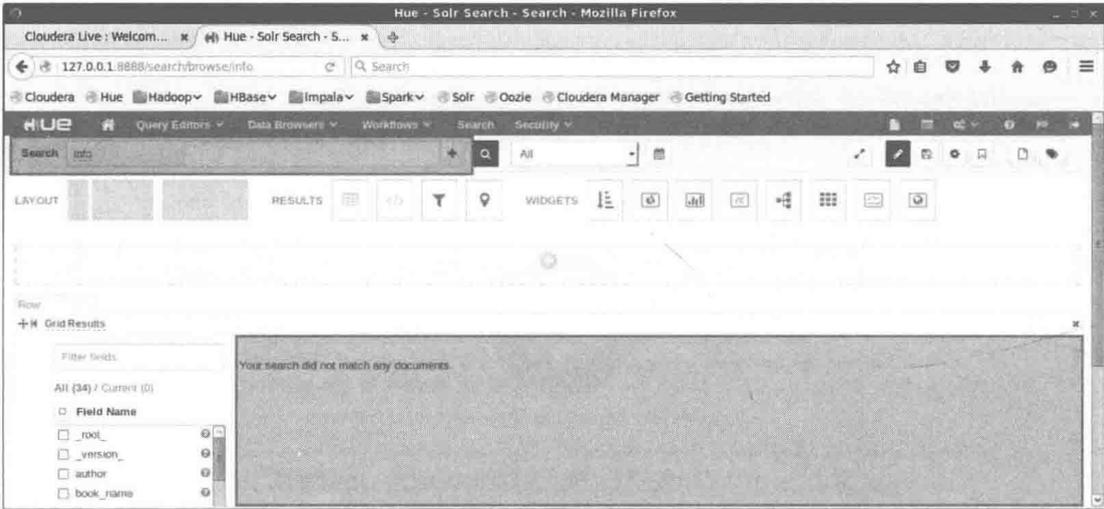 Hue - Solr Search - Search - Mozilla Firefox
Cloudera Live : Welcom... Hue - Solr Search - S...
127.0.0.1:8888/search/browse/info Search
Cloudera Hue Hadoop HBase Impala Spark Solr Oozie Cloudera Manager Getting Started
HUE Query Editors Data Browsers Workflows Search Security
Search info All
LAYOUT RESULTS WIDGETS
Row
Grid Results
Filter fields
Your search did not match any documents.
All (34) / Current (0)
Field Name
_root_
_version_
author
book_name